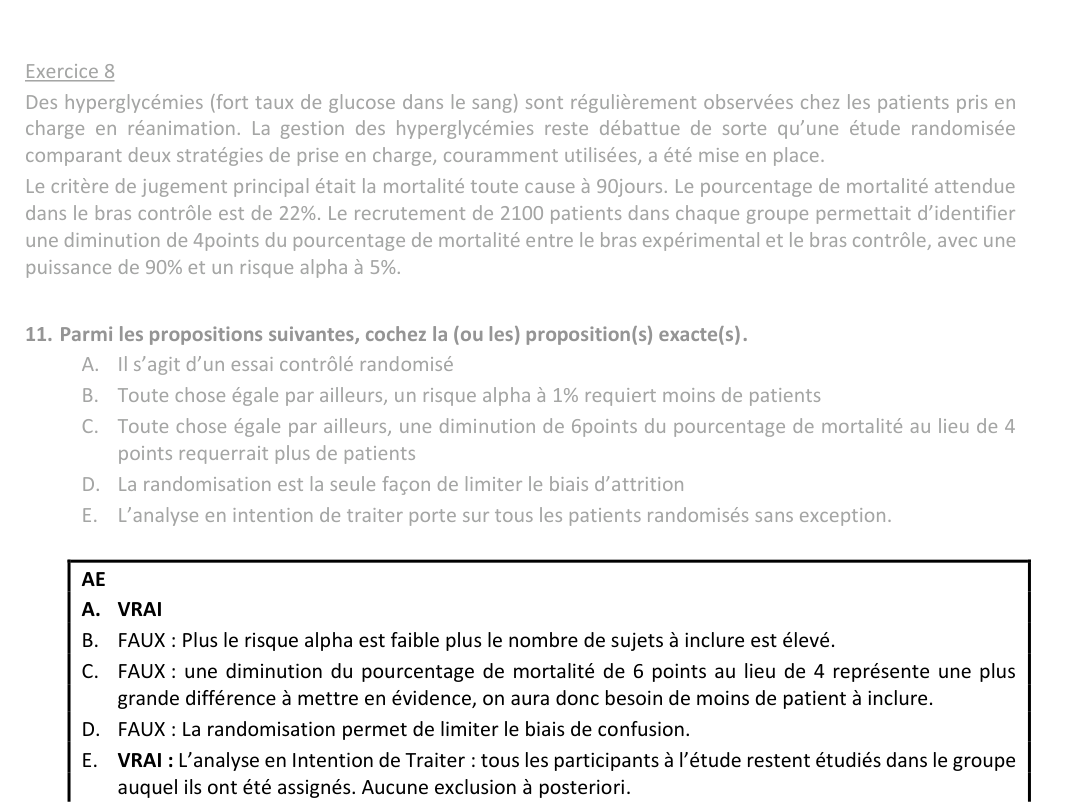 Exercice 8
Des hyperglycémies (fort taux de glucose dans le sang) sont régulièrement observées chez les patients pris en
charge en réanimation. La gestion des hyperglycémies reste débattue de sorte qu’une étude randomisée
comparant deux stratégies de prise en charge, couramment utilisées, a été mise en place.
Le critère de jugement principal était la mortalité toute cause à 90jours. Le pourcentage de mortalité attendue
dans le bras contrôle est de 22%. Le recrutement de 2100 patients dans chaque groupe permettait d’identifier
une diminution de 4points du pourcentage de mortalité entre le bras expérimental et le bras contrôle, avec une
puissance de 90% et un risque alpha à 5%.
11. Parmi les propositions suivantes, cochez la (ou les) proposition(s) exacte(s).
A. Il s’agit d’un essai contrôlé randomisé
B. Toute chose égale par ailleurs, un risque alpha à 1% requiert moins de patients
C. Toute chose égale par ailleurs, une diminution de 6points du pourcentage de mortalité au lieu de 4
points requerrait plus de patients
D. La randomisation est la seule façon de limiter le biais d’attrition
E. L’analyse en intention de traiter porte sur tous les patients randomisés sans exception.
AE
A. VRAI
B. FAUX : Plus le risque alpha est faible plus le nombre de sujets à inclure est élevé.
C. FAUX : une diminution du pourcentage de mortalité de 6 points au lieu de 4 représente une plus
grande différence à mettre en évidence, on aura donc besoin de moins de patient à inclure.
D. FAUX : La randomisation permet de limiter le biais de confusion.
E. VRAI : L’analyse en Intention de Traiter : tous les participants à l’étude restent étudiés dans le groupe
auquel ils ont été assignés. Aucune exclusion à posteriori.